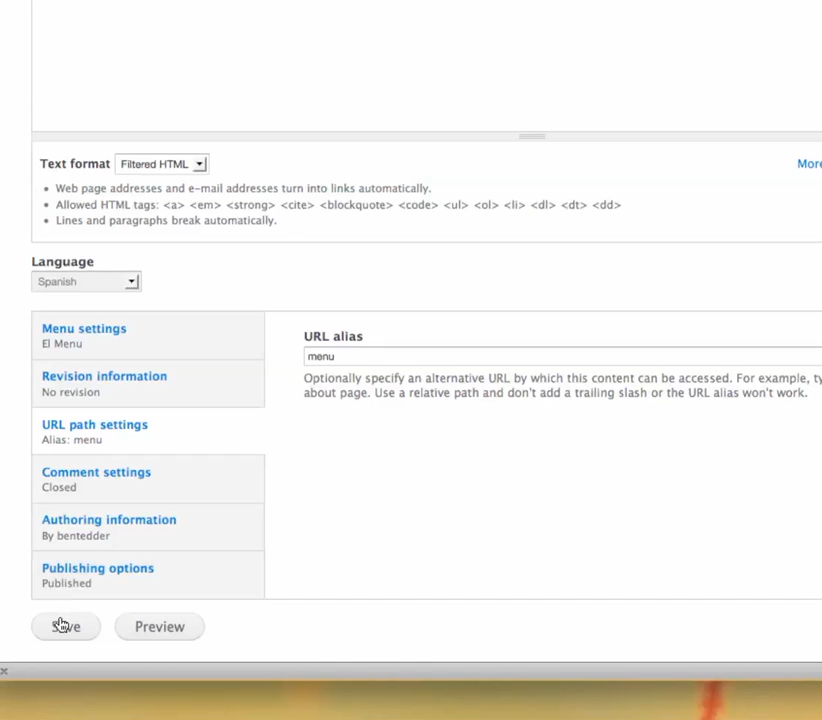 Text format Filtered HTML More
Web page addresses and e-mail addresses turn into links automatically.
Allowed HTML tags: <a> <em> <strong> <cite> <blockquote> <code> <ul> <ol> <li> <dl> <dt> <dd>
Lines and paragraphs break automatically.
Language
Spanish
Menu settings
El Menu
Revision information
No revision
URL path settings
Alias: menu
Comment settings
Closed
Authoring information
By bentedder
Publishing options
Published
URL alias
menu
Optionally specify an alternative URL by which this content can be accessed. For example, ty
about page. Use a relative path and don't add a trailing slash or the URL alias won't work.
Save Preview